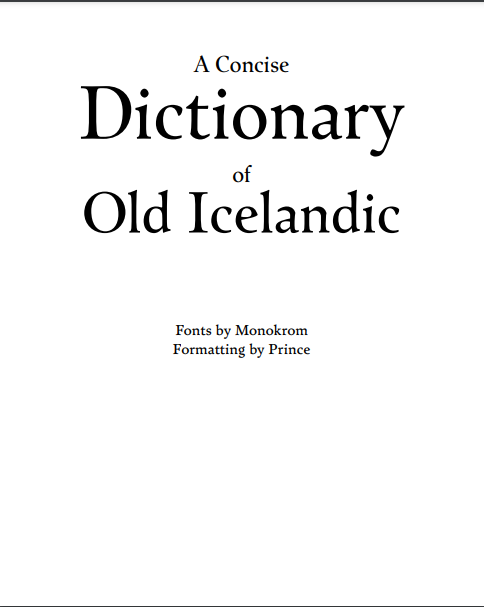 A Concise
Dictionary
of
Old Icelandic
Fonts by Monokrom
Formatting by Prince